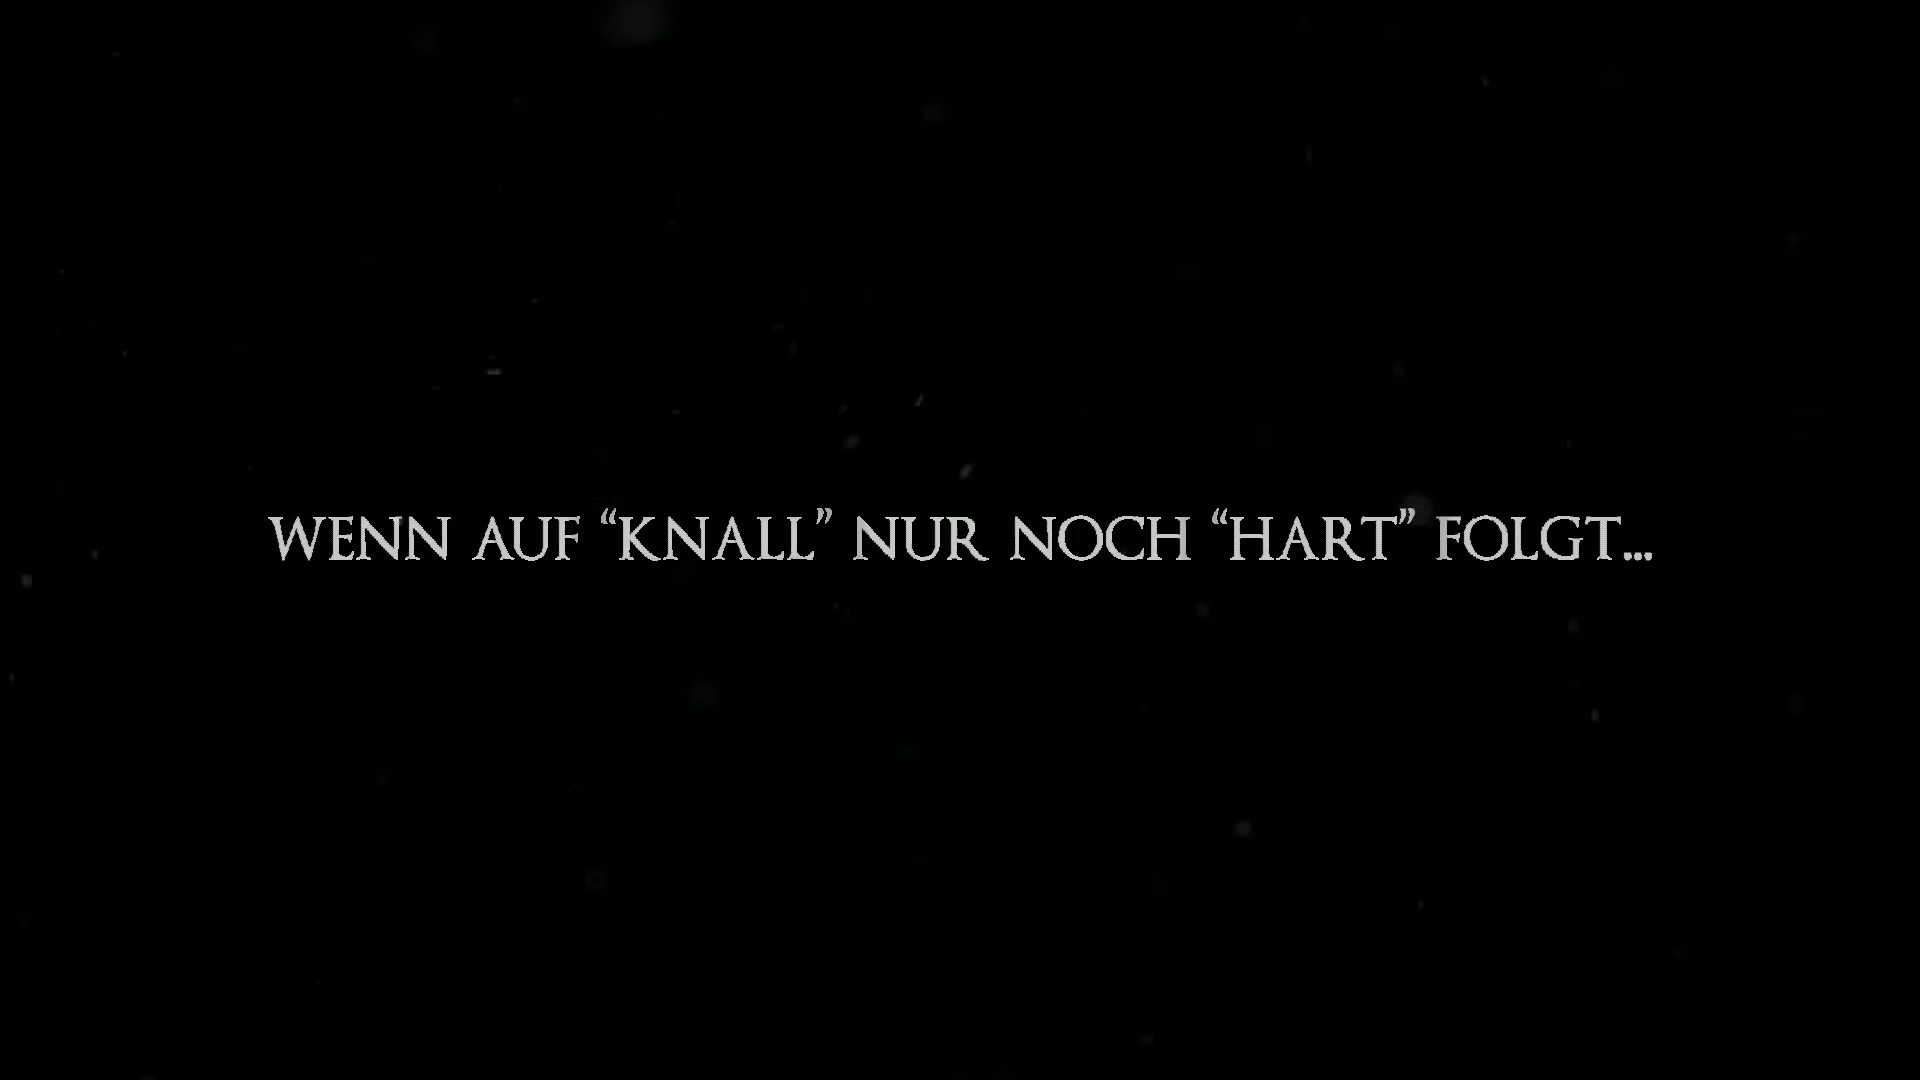 WENN AUF “KNALL” NUR NOCH “HART” FOLGT...